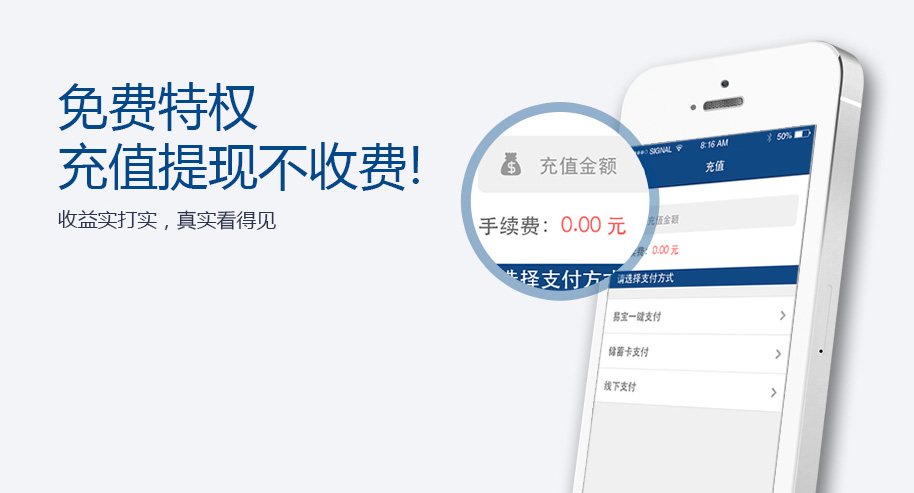 免费特权
充值提现不收费!
收益实打实，真实看得见
充值金额
手续费：0.00 元
选择支付方式
SIGNAL 8:16 AM 50%
充值
充值金额
续费：0.00 元
请选择支付方式
易宝一键支付
储蓄卡支付
线下支付